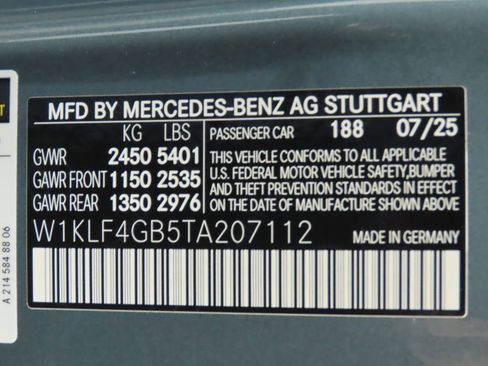 MFD BY MERCEDES-BENZ AG STUTTGART
KG LBS PASSENGER CAR 188 07/25
GVWR 2450 5401
GAWR FRONT 1150 2535
GAWR REAR 1350 2976
THIS VEHICLE CONFORMS TO ALL APPLICABLE
U.S. FEDERAL MOTOR VEHICLE SAFETY,BUMPER
AND THEFT PREVENTION STANDARDS IN EFFECT
ON THE DATE OF MANUFACTURE SHOWN ABOVE
W1KLF4GB5TA207112 MADE IN GERMANY
A 214 584 88 06